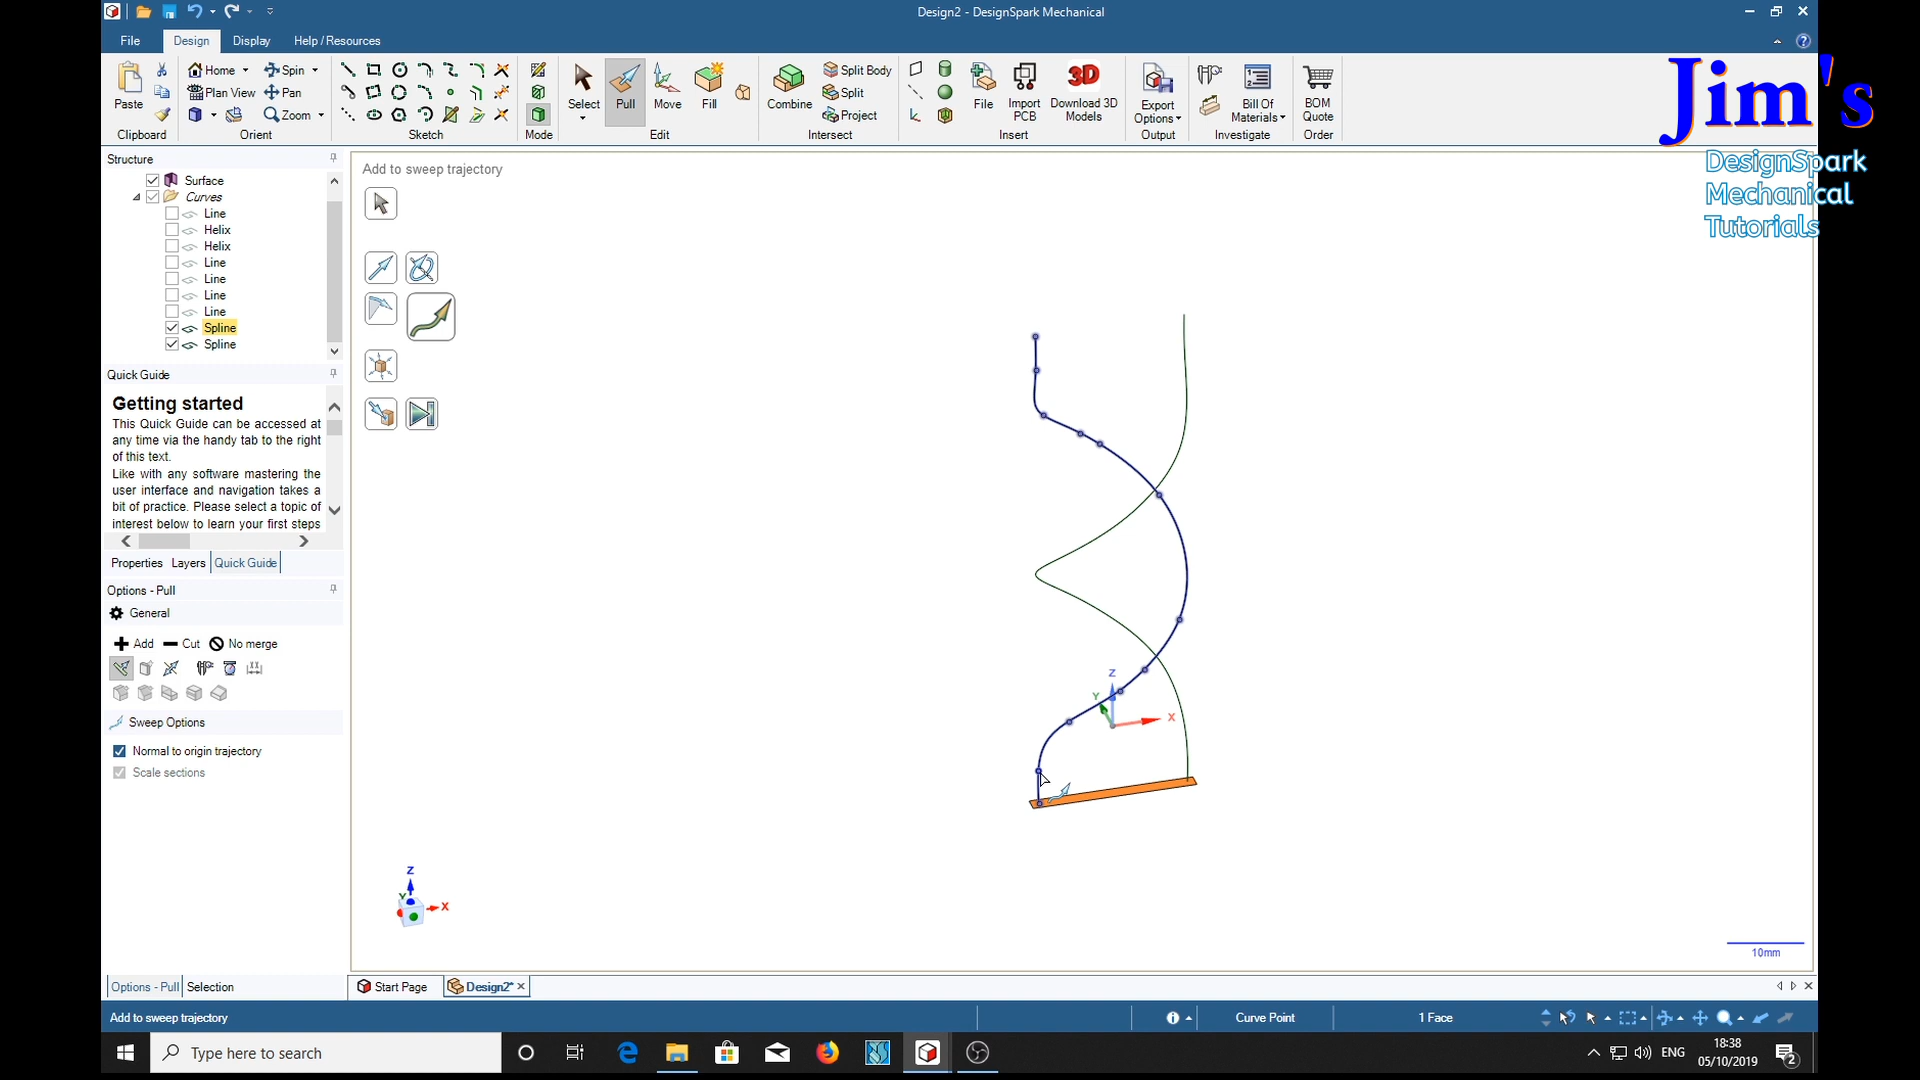 Design2 - DesignSpark Mechanical
File
Design
Display
Help / Resources
Paste
Clipboard
Home
Plan View
Spin
Pan
Zoom
Orient
Sketch
Mode
Select
Pull
Move
Fill
Edit
Combine
Split Body
Split
Project
Intersect
File
Import
PCB
Download 3D
Models
Insert
3D
Export
Options
Output
Bill Of
Materials
Investigate
BOM
Quote
Order
Jim's
DesignSpark
Mechanical
Tutorials
Structure
Surface
Curves
Line
Helix
Helix
Line
Line
Line
Line
Spline
Spline
Quick Guide
Getting started
This Quick Guide can be accessed at
any time via the handy tab to the right
of this text.
Like with any software mastering the
user interface and navigation takes a
bit of practice. Please select a topic of
interest below to learn your first steps
Properties
Layers
Quick Guide
Options - Pull
General
Add
Cut
No merge
Sweep Options
Normal to origin trajectory
Scale sections
Options - Pull
Selection
Add to sweep trajectory
Z
Y
X
Z
Y
X
10mm
Start Page
Design2*
Add to sweep trajectory
Curve Point
1 Face
Type here to search
ENG
18:38
05/10/2019
2